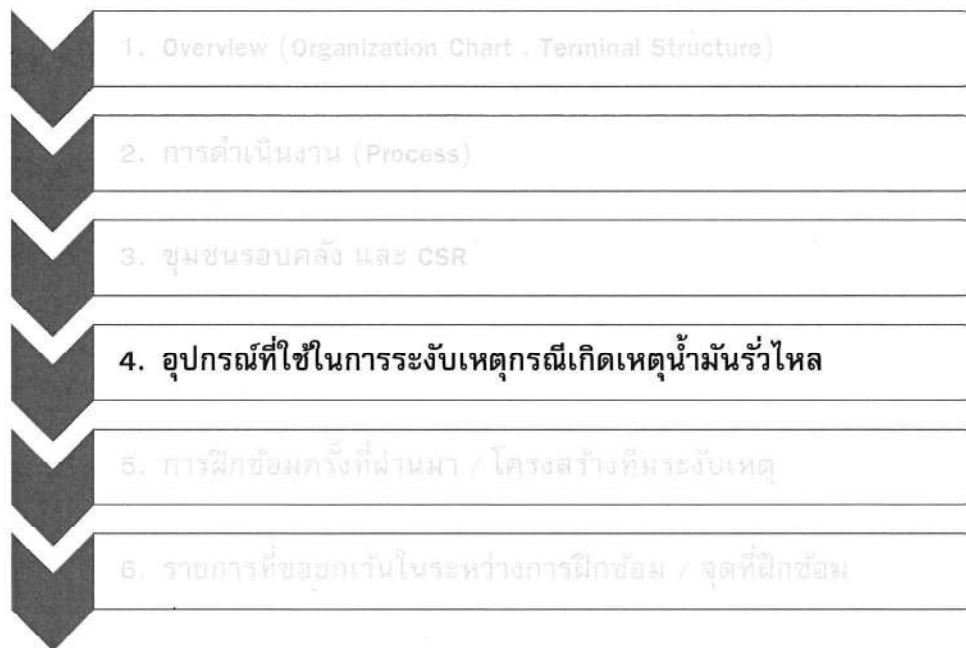 1. Overview (Organization Chart . Terminal Structure)
2. การดำเนินงาน (Process)
3. ชุมชนรอบคลัง และ CSR
4. อุปกรณ์ที่ใช้ในการระงับเหตุกรณีเกิดเหตุน้ำมันรั่วไหล
5. การฝึกซ้อมครั้งที่ผ่านมา / โครงสร้างทีมระงับเหตุ
6. รายการที่ขอยกเว้นในระหว่างการฝึกซ้อม / จุดที่ฝึกซ้อม